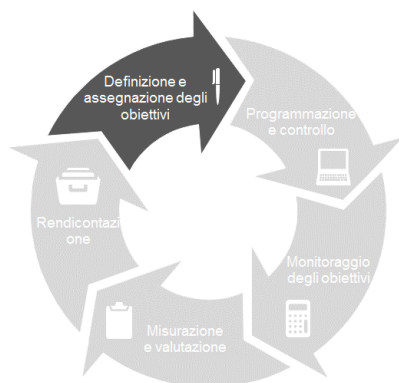 Definizione e
assegnazione degli
obiettivi
Programmazione
e controllo
Monitoraggio
degli obiettivi
Misurazione
e valutazione
Rendicontazi
one